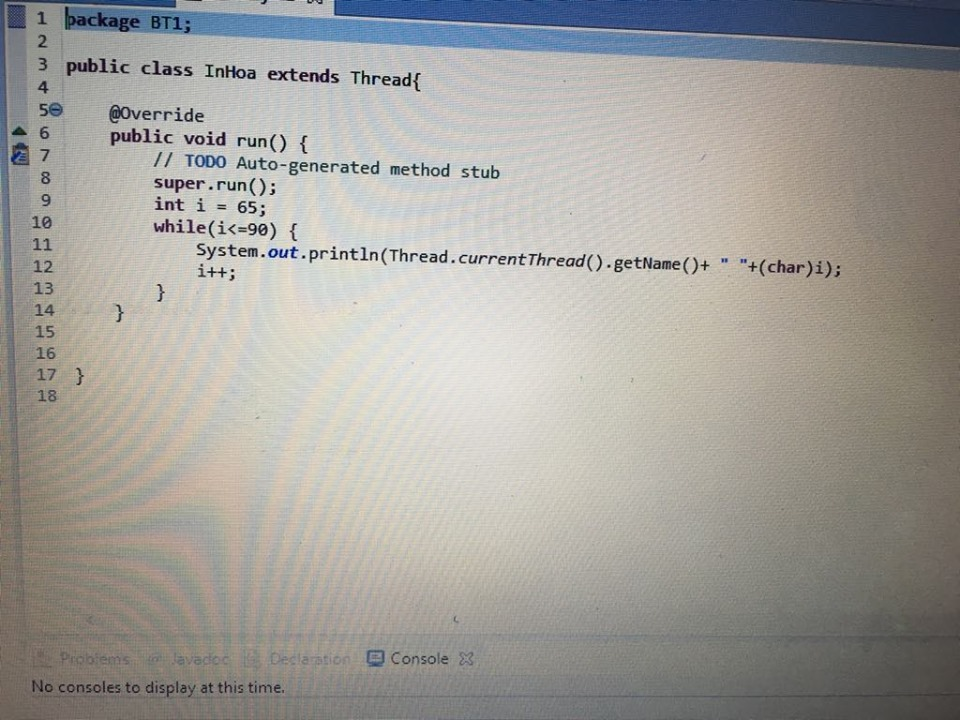 1 package BT1;
2
3 public class InHoa extends Thread{
4
5 @Override
6 public void run() {
7 // TODO Auto-generated method stub
8 super.run();
9 int i = 65;
10 while(i<=90) {
11 System.out.println(Thread.currentThread().getName()+ " "+(char)i);
12 i++;
13 }
14 }
15
16
17 }
18
Problems Javadoc Declaration Console
No consoles to display at this time.